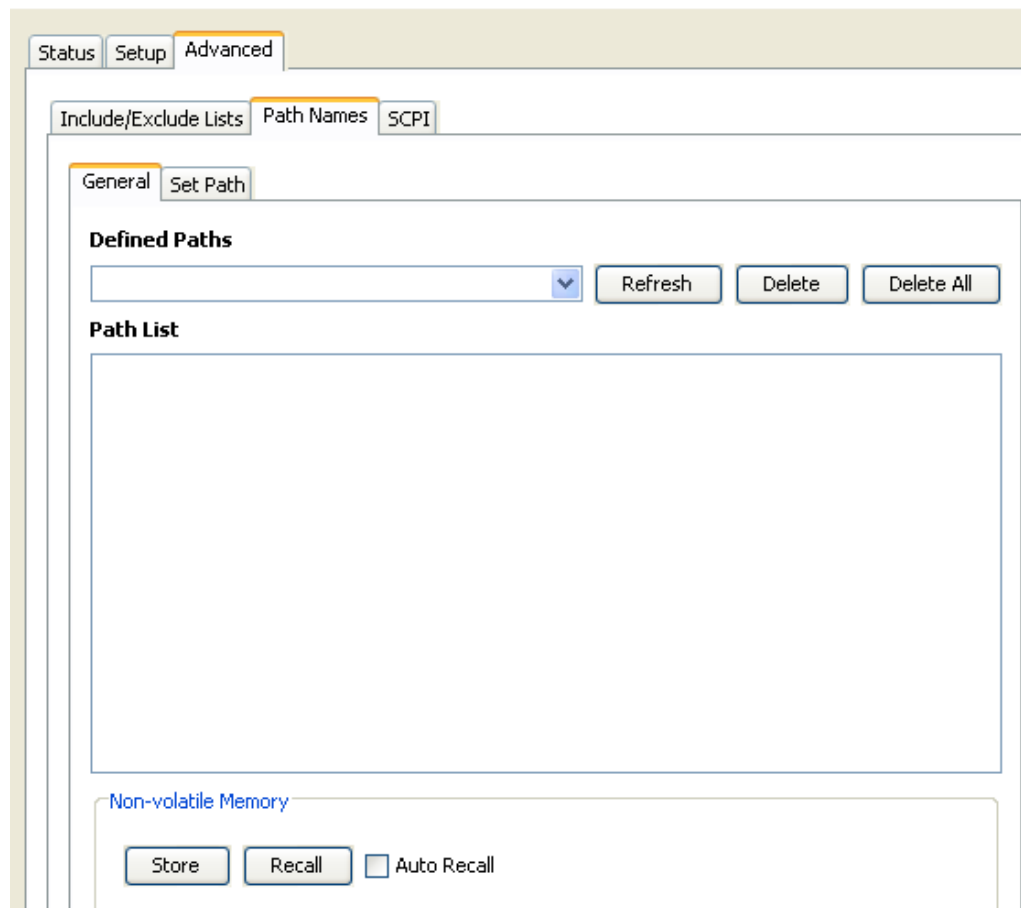 Status Setup Advanced
Include/Exclude Lists Path Names SCPI
General Set Path
Defined Paths
Refresh Delete Delete All
Path List
Non-volatile Memory
Store Recall Auto Recall